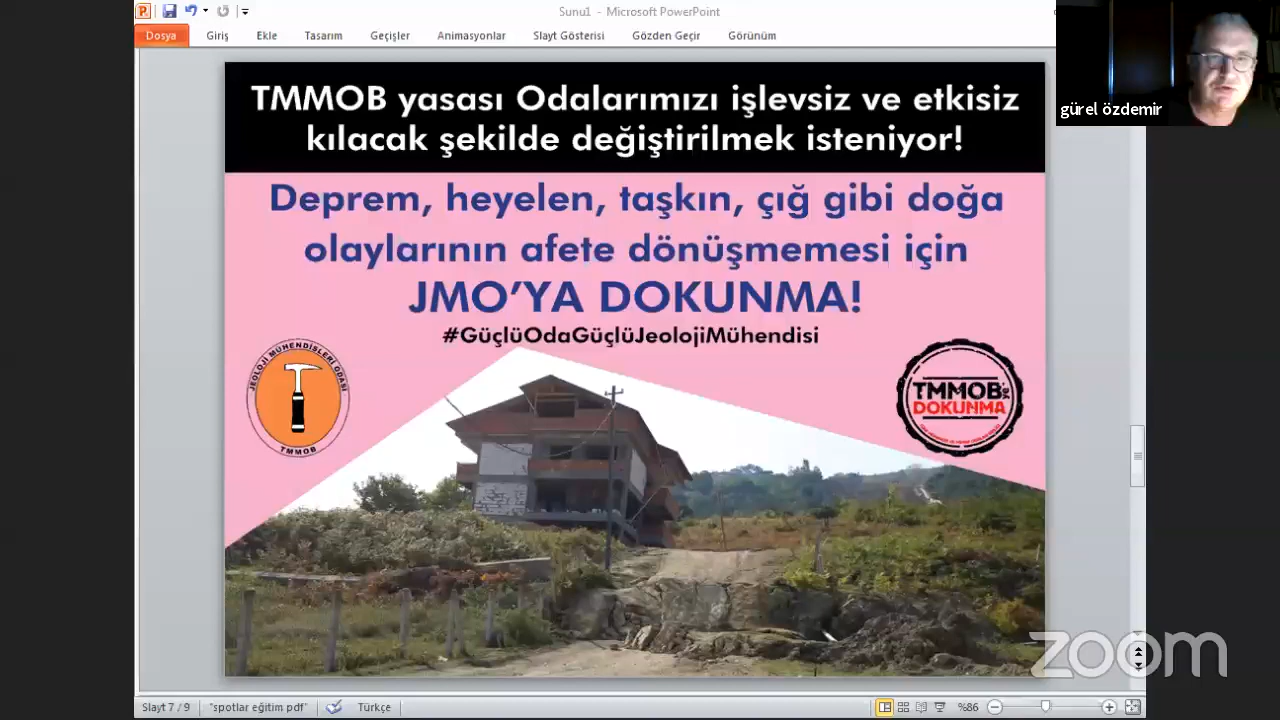 Sunu1 - Microsoft PowerPoint
Dosya Giriş Ekle Tasarım Geçişler Animasyonlar Slayt Gösterisi Gözden Geçir Görünüm
gürel özdemir
TMMOB yasası Odalarımızı işlevsiz ve etkisiz
kılacak şekilde değiştirilmek isteniyor!
Deprem, heyelen, taşkın, çığ gibi doğa
olaylarının afete dönüşmemesi için
JMO'YA DOKUNMA!
#GüçlüOdaGüçlüJeolojiMühendisi
JEOLOJİ MÜHENDİSLERİ ODASI
TMMOB
TMMOB'ye
DOKUNMA
zoom
Slayt 7 / 9 "spotlar eğitim pdf" Türkçe %86